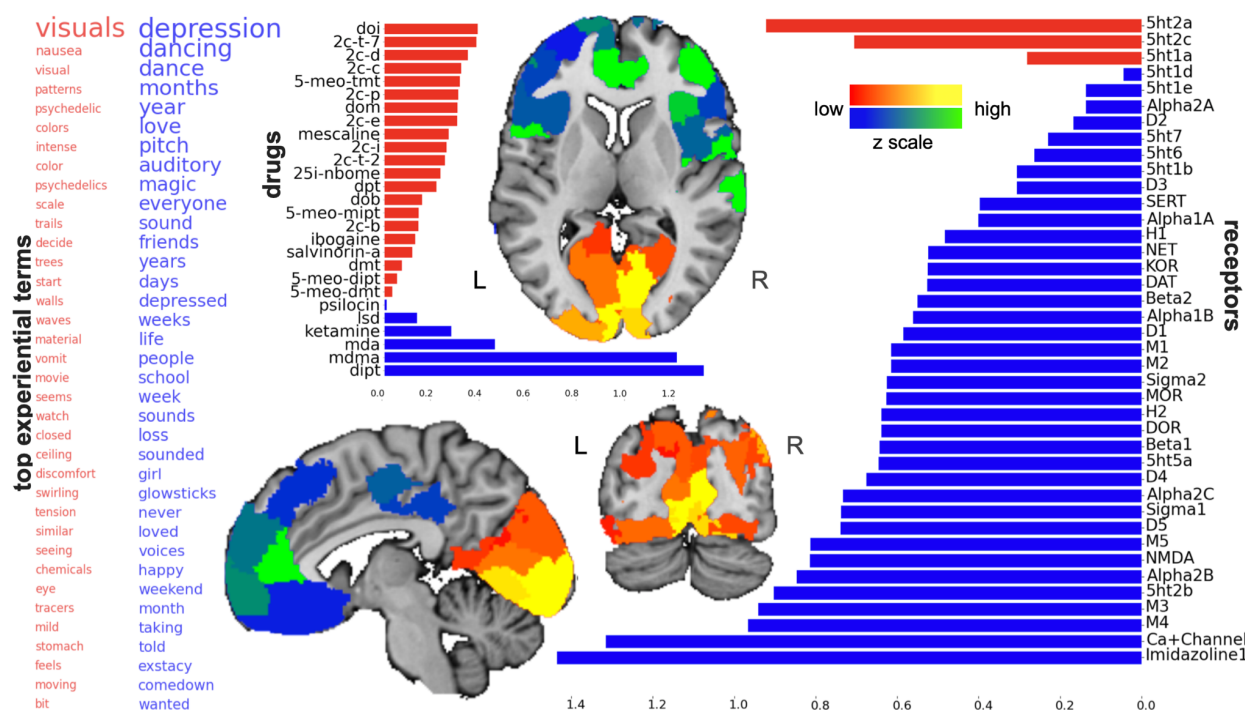 top experiential terms
visuals
nausea
visual
patterns
psychedelic
colors
intense
color
psychedelics
scale
trails
decide
trees
start
walls
waves
material
vomit
movie
seems
watch
closed
ceiling
discomfort
swirling
tension
similar
seeing
chemicals
eye
tracers
mild
stomach
feels
moving
bit
depression
dancing
dance
months
year
love
pitch
auditory
magic
everyone
sound
friends
years
days
depressed
weeks
life
people
school
week
sounds
loss
sounded
girl
glowsticks
never
loved
voices
happy
weekend
month
taking
told
exstacy
comedown
wanted
drugs
doi
2c-t-7
2c-d
2c-c
5-meo-tmt
2c-p
dom
2c-e
mescaline
2c-i
2c-t-2
25i-nbome
dpt
dob
5-meo-mipt
2c-b
ibogaine
salvinorin-a
dmt
5-meo-dipt
5-meo-dmt
psilocin
lsd
ketamine
mda
mdma
dipt
0.0 0.2 0.4 0.6 0.8 1.0 1.2
L R
L R
low high
z scale
receptors
5ht2a
5ht2c
5ht1a
5ht1d
5ht1e
Alpha2A
D2
5ht7
5ht6
5ht1b
D3
SERT
Alpha1A
H1
NET
KOR
DAT
Beta2
Alpha1B
D1
M1
M2
Sigma2
MOR
H2
DOR
Beta1
5ht5a
D4
Alpha2C
Sigma1
D5
M5
NMDA
Alpha2B
5ht2b
M3
M4
Ca+Channel
Imidazoline1
1.4 1.2 1.0 0.8 0.6 0.4 0.2 0.0